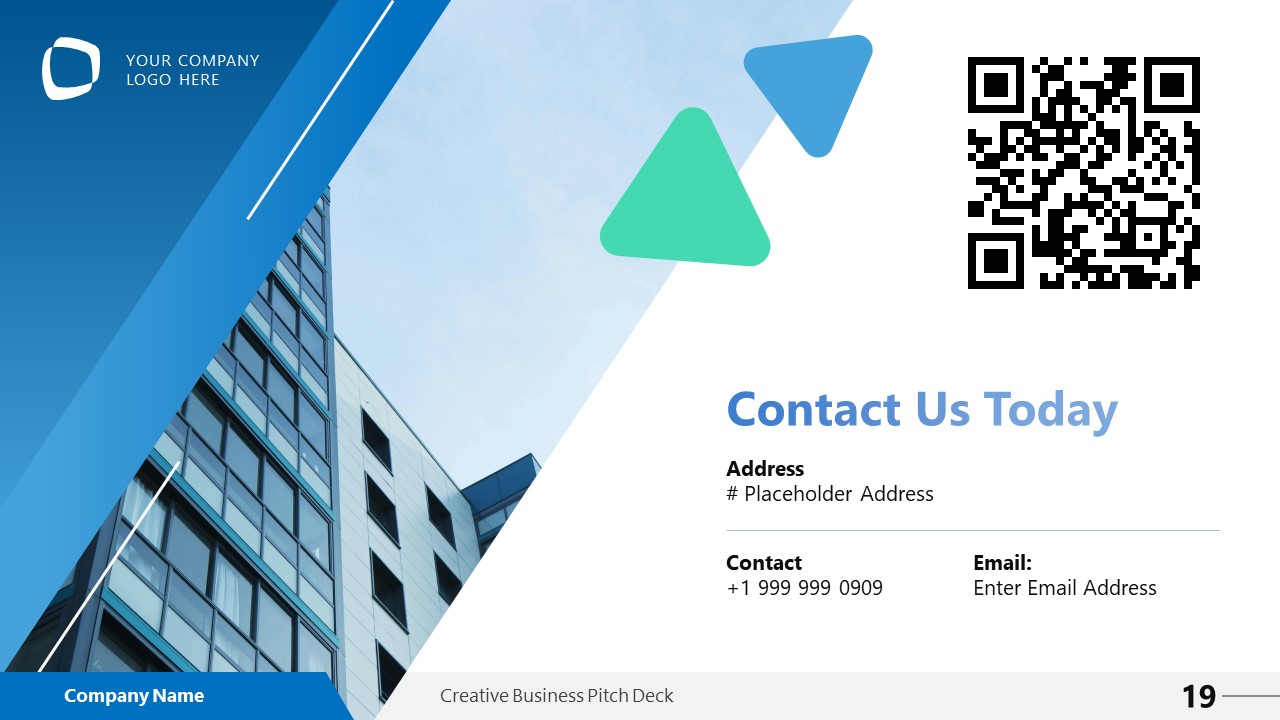 YOUR COMPANY
LOGO HERE
Contact Us Today
Address
# Placeholder Address
Contact
+1 999 999 0909
Email:
Enter Email Address
Company Name
Creative Business Pitch Deck
19